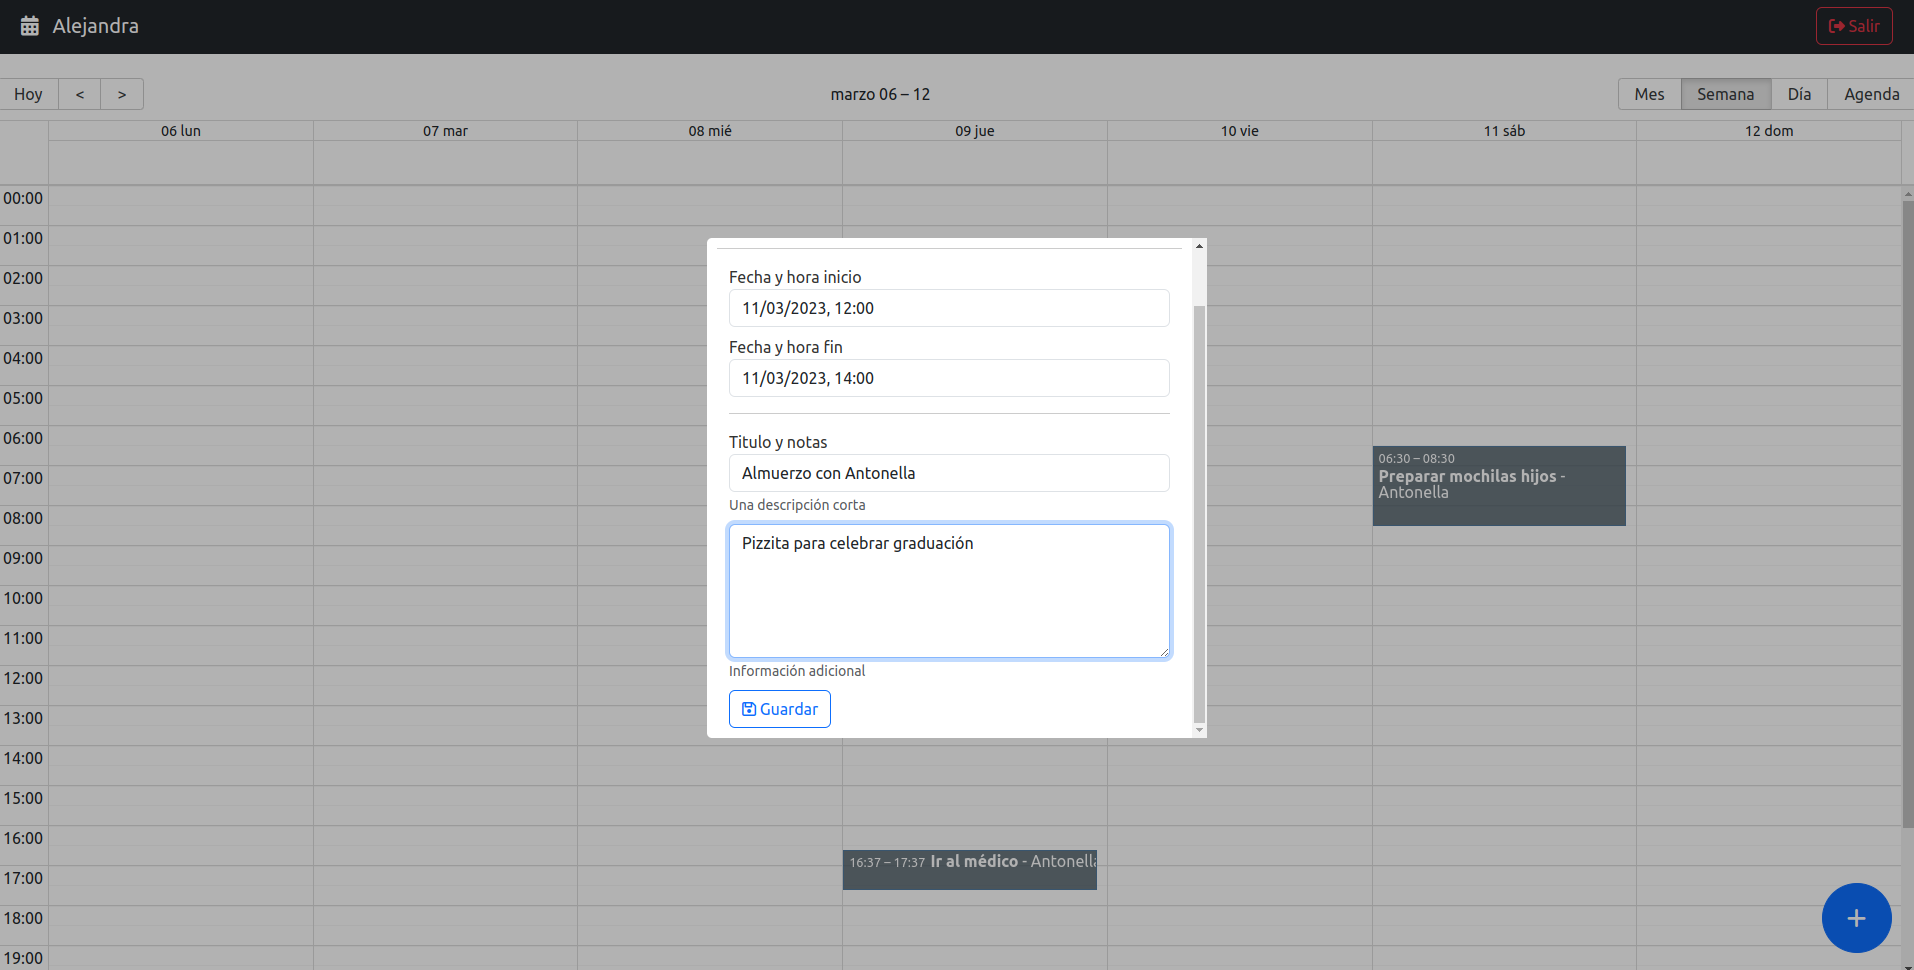 Alejandra
Salir
Hoy < >
marzo 06 – 12
Mes Semana Día Agenda
06 lun 07 mar 08 mié 09 jue 10 vie 11 sáb 12 dom
00:00
01:00
02:00
03:00
04:00
05:00
06:00
07:00
08:00
09:00
10:00
11:00
12:00
13:00
14:00
15:00
16:00
17:00
18:00
19:00
Fecha y hora inicio
11/03/2023, 12:00
Fecha y hora fin
11/03/2023, 14:00
Titulo y notas
Almuerzo con Antonella
Una descripción corta
Pizzita para celebrar graduación
Información adicional
Guardar
06:30 – 08:30
Preparar mochilas hijos -
Antonella
16:37 – 17:37 Ir al médico - Antonella
+